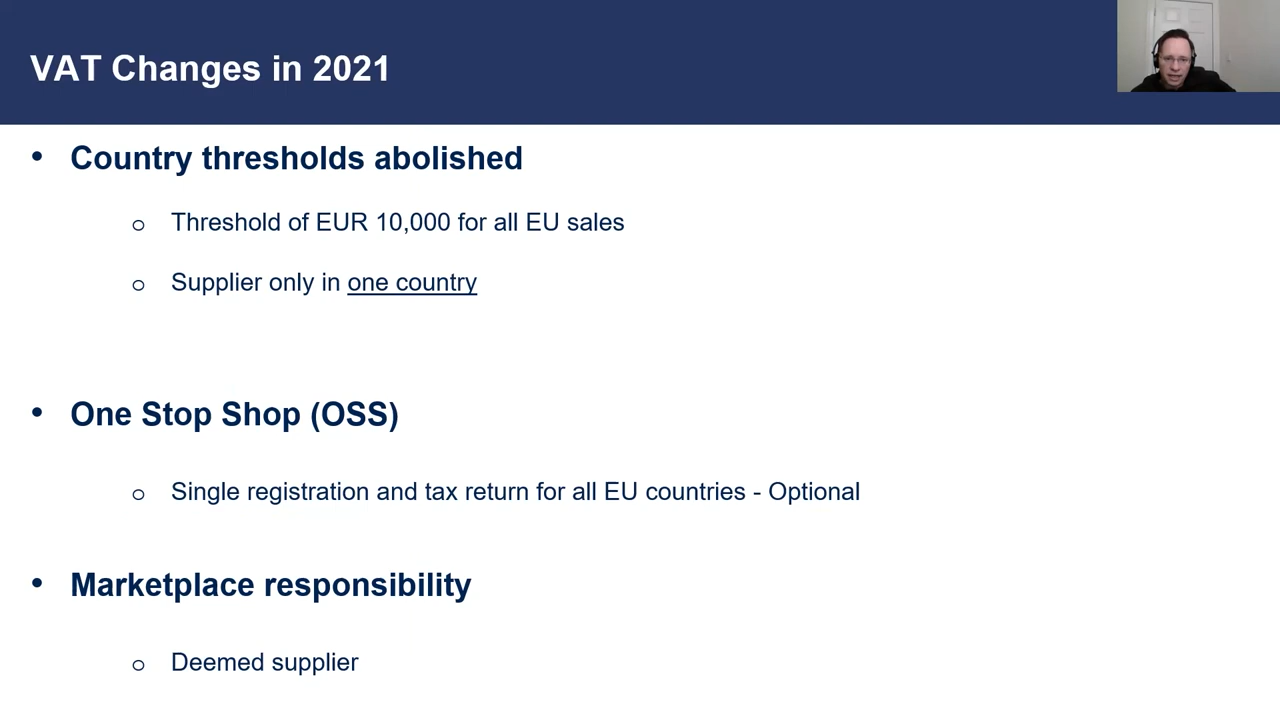 VAT Changes in 2021
• Country thresholds abolished
o Threshold of EUR 10,000 for all EU sales
o Supplier only in one country
• One Stop Shop (OSS)
o Single registration and tax return for all EU countries - Optional
• Marketplace responsibility
o Deemed supplier